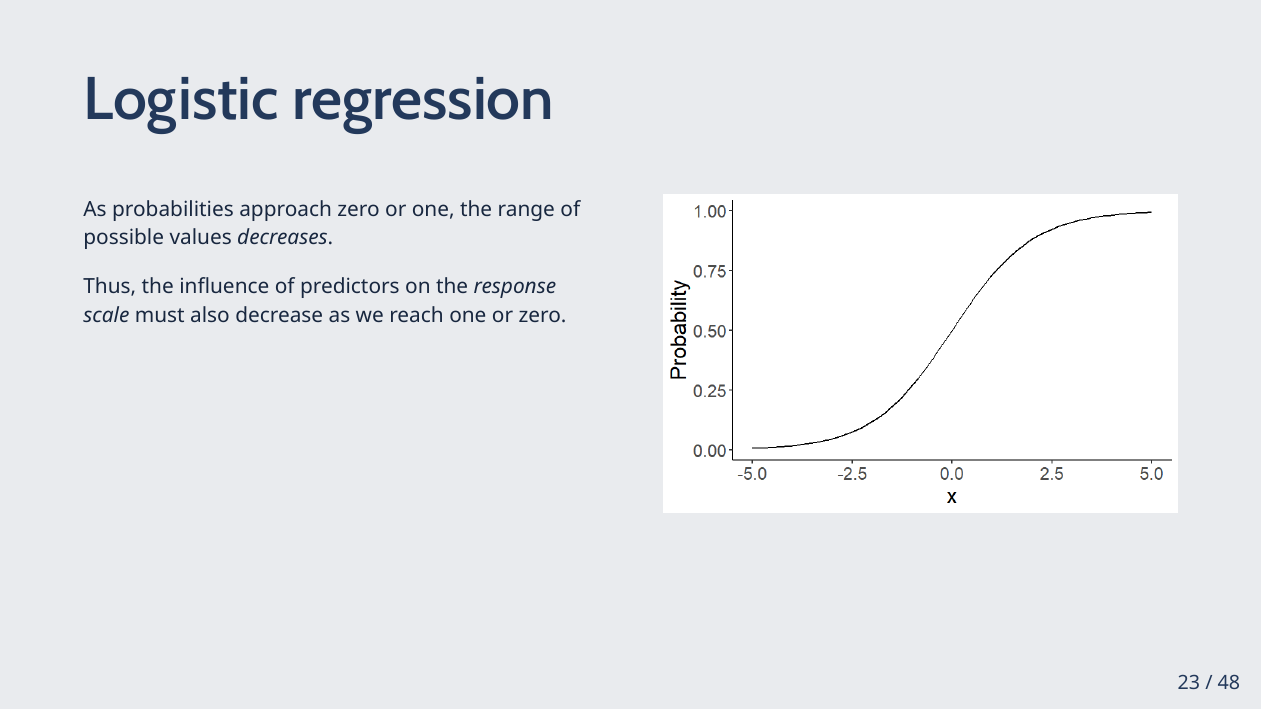 Logistic regression
As probabilities approach zero or one, the range of
possible values decreases.
Thus, the influence of predictors on the response
scale must also decrease as we reach one or zero.
1.00
0.75
0.50
0.25
0.00
Probability
-5.0
-2.5
0.0
2.5
5.0
x
23 / 48